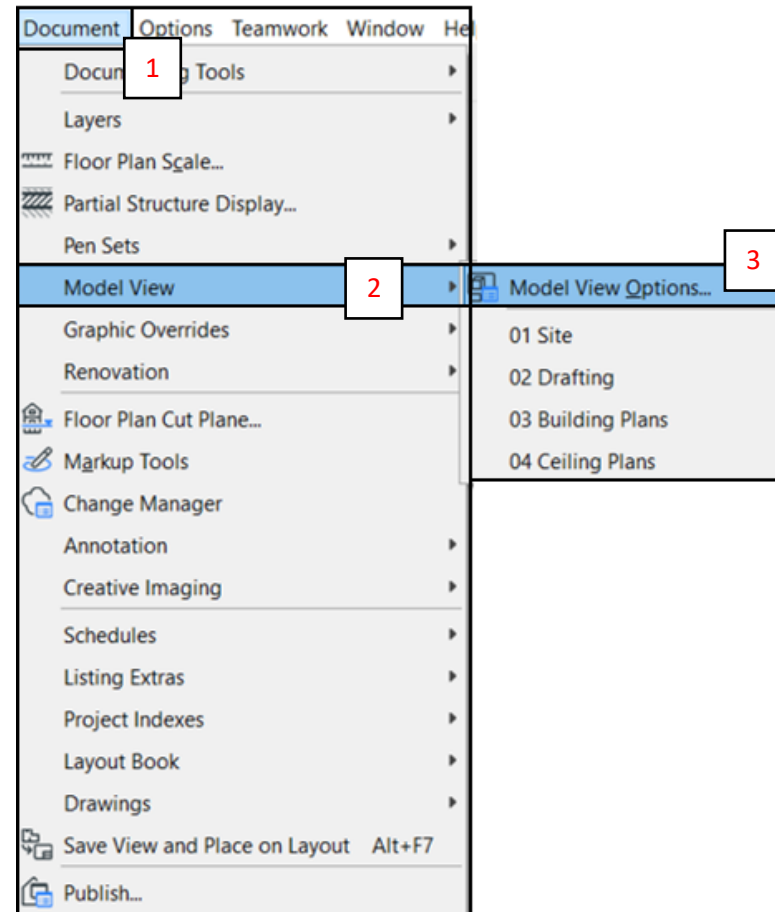 Document Options Teamwork Window Hel
1
Docum g Tools
Layers
Floor Plan Scale...
Partial Structure Display...
Pen Sets
3
Model View 2 Model View Options...
Graphic Overrides
01 Site
Renovation
02 Drafting
Floor Plan Cut Plane...
03 Building Plans
Markup Tools
04 Ceiling Plans
Change Manager
Annotation
Creative Imaging
Schedules
Listing Extras
Project Indexes
Layout Book
Drawings
Save View and Place on Layout Alt+F7
Publish...